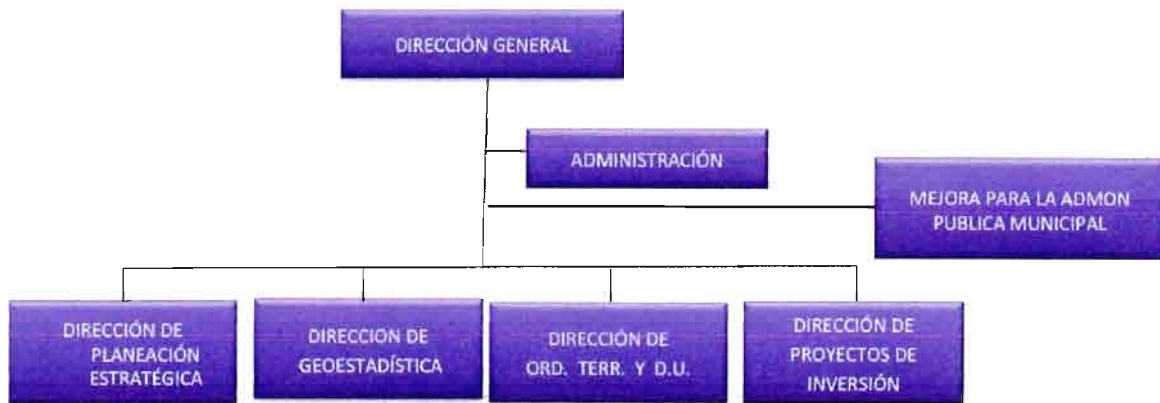 DIRECCIÓN GENERAL
ADMINISTRACIÓN
MEJORA PARA LA ADMON
PUBLICA MUNICIPAL
DIRECCIÓN DE
PLANEACIÓN
ESTRATÉGICA
DIRECCION DE
GEOESTADÍSTICA
DIRECCIÓN DE
ORD. TERR. Y D.U.
DIRECCIÓN DE
PROYECTOS DE
INVERSIÓN